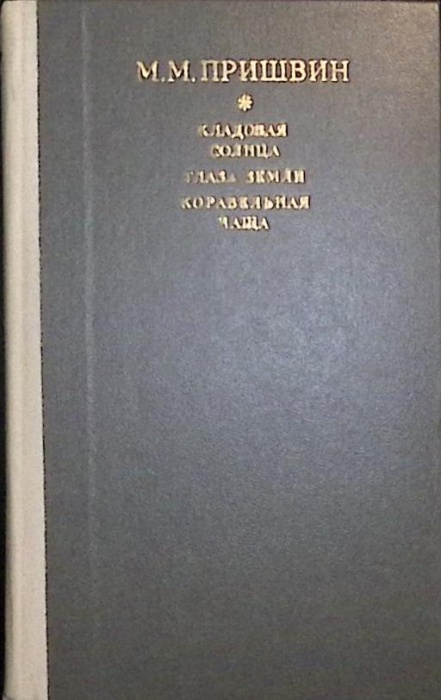 М. М. ПРИШВИН
*
КЛАДОВАЯ
СОЛНЦА
ГЛАЗА ЗЕМЛИ
КОРАБЕЛЬНАЯ
ЧАЩА